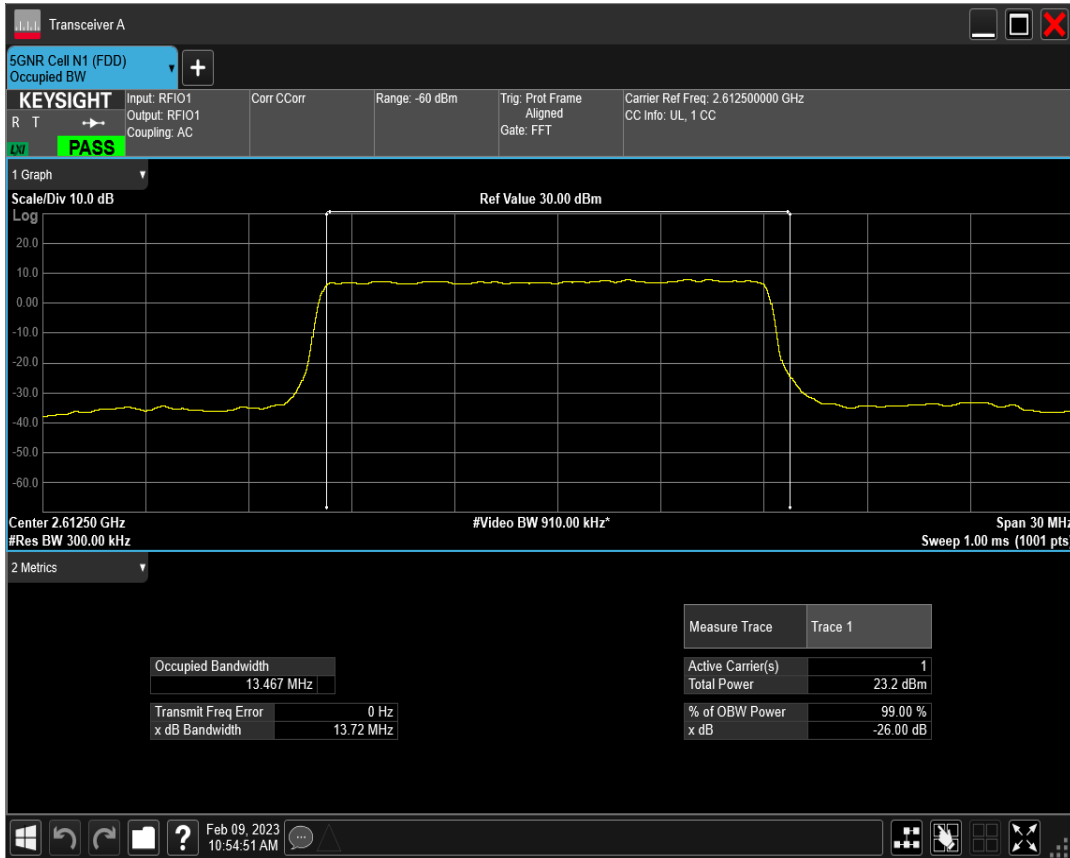 Transceiver A
5GNR Cell N1 (FDD)
Occupied BW
+
KEYSIGHT
R T
LXI
PASS
Input: RFIO1
Output: RFIO1
Coupling: AC
Corr CCorr
Range: -60 dBm
Trig: Prot Frame
Aligned
Gate: FFT
Carrier Ref Freq: 2.612500000 GHz
CC Info: UL, 1 CC
1 Graph
Scale/Div 10.0 dB
Ref Value 30.00 dBm
Log
20.0
10.0
0.00
-10.0
-20.0
-30.0
-40.0
-50.0
-60.0
Center 2.61250 GHz
#Video BW 910.00 kHz*
Span 30 MHz
#Res BW 300.00 kHz
Sweep 1.00 ms (1001 pts)
2 Metrics
Measure Trace Trace 1
Occupied Bandwidth
13.467 MHz
Active Carrier(s) 1
Total Power 23.2 dBm
Transmit Freq Error 0 Hz
x dB Bandwidth 13.72 MHz
% of OBW Power 99.00 %
x dB -26.00 dB
?
Feb 09, 2023
10:54:51 AM